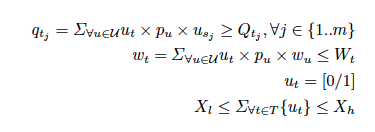 q_{t_j} = Σ_{∀u∈𝒰} u_t × p_u × u_{s_j} ≥ Q_{t_j}, ∀j ∈ {1..m}
w_t = Σ_{∀u∈𝒰} u_t × p_u × w_u ≤ W_t
u_t = [0/1]
X_l ≤ Σ_{∀t∈T} {u_t} ≤ X_h